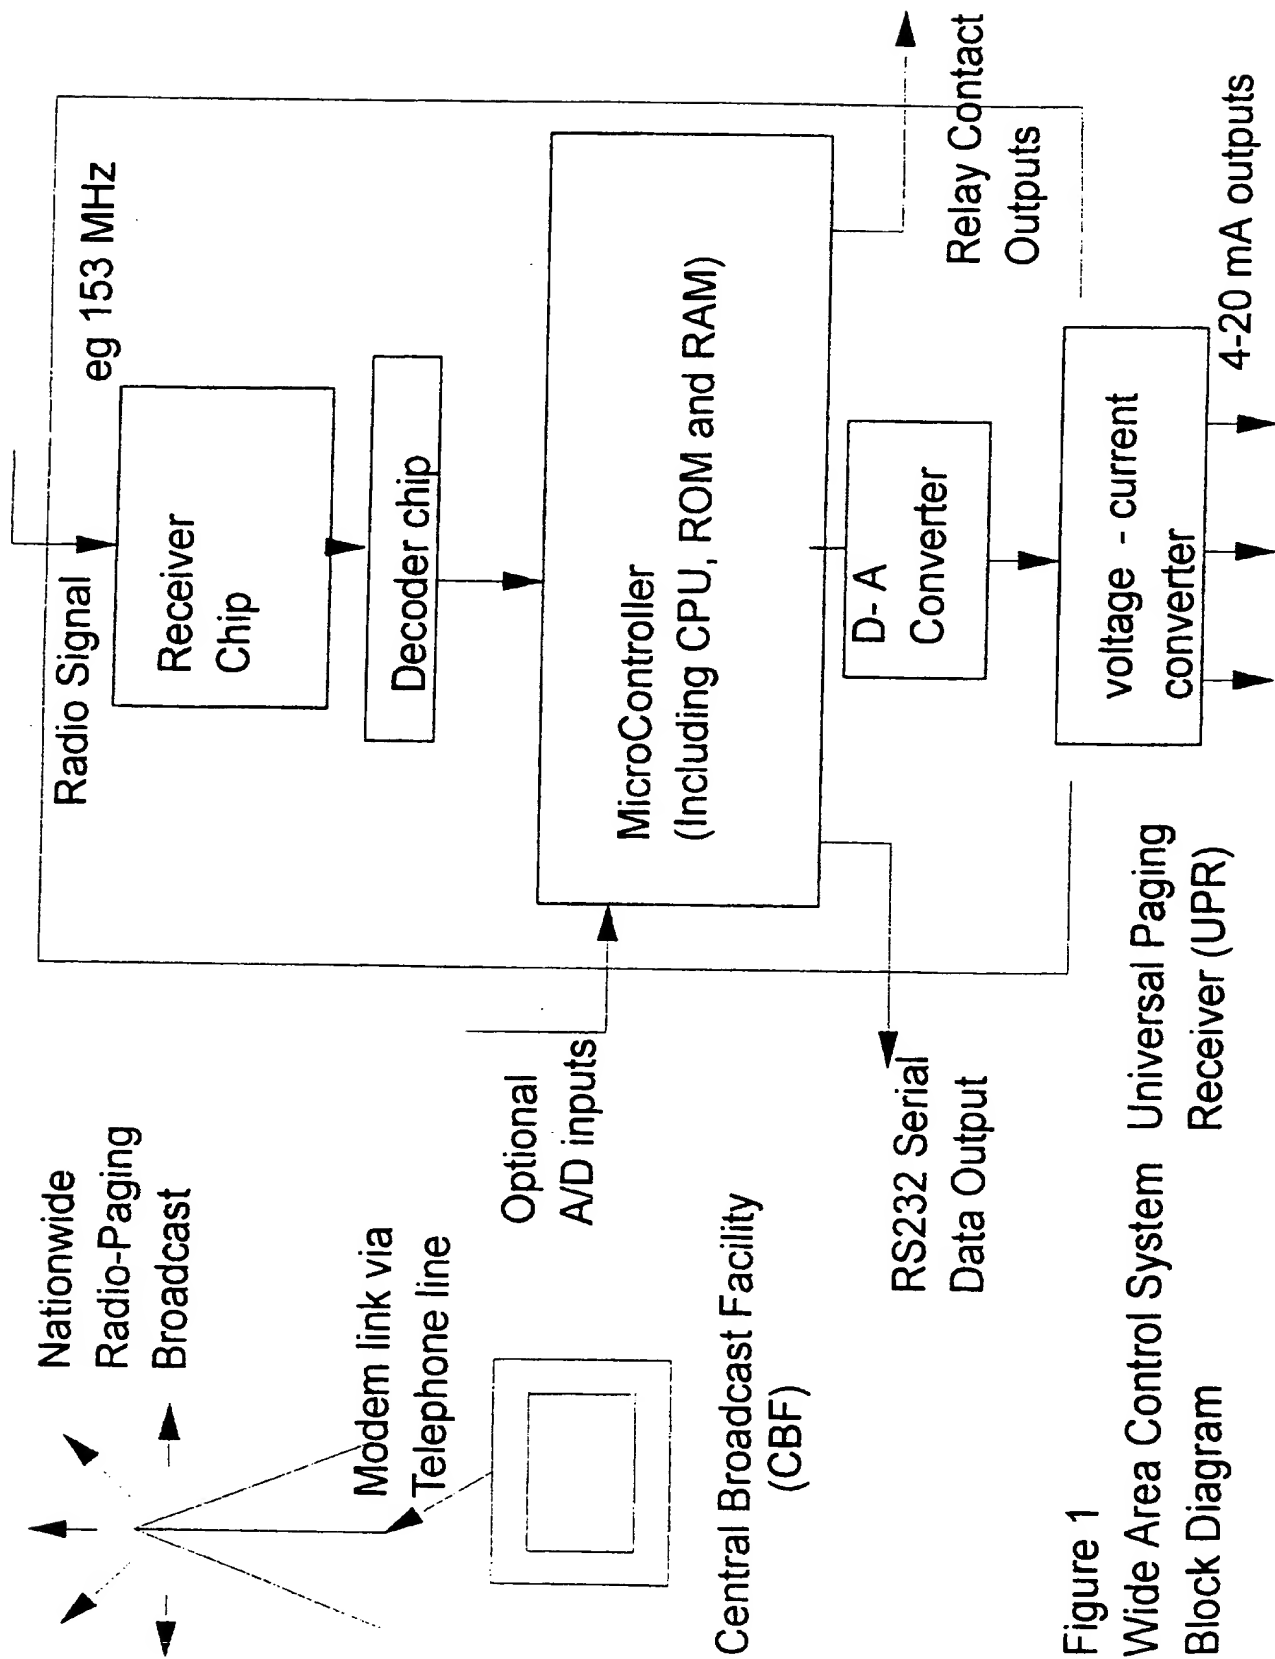 Nationwide
Radio-Paging
Broadcast
Modem link via
Telephone line
Central Broadcast Facility
(CBF)
Radio Signal
eg 153 MHz
Receiver
Chip
Decoder chip
Optional
A/D inputs
MicroController
(Including CPU, ROM and RAM)
RS232 Serial
Data Output
D- A
Converter
Relay Contact
Outputs
voltage - current
converter
4-20 mA outputs
Universal Paging
Receiver (UPR)
Figure 1
Wide Area Control System
Block Diagram